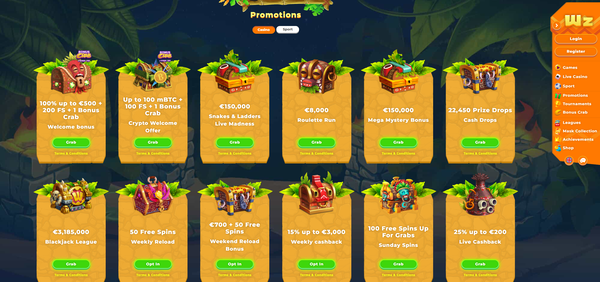 Promotions
Casino
Sport
100% up to €500 + 200 FS + 1 Bonus Crab
Welcome bonus
Grab
Terms & Conditions
Up to 100 mBTC + 100 FS + 1 Bonus Crab
Crypto Welcome Offer
Grab
Terms & Conditions
€150,000
Snakes & Ladders Live Madness
Grab
Terms & Conditions
€8,000
Roulette Run
Grab
Terms & Conditions
€150,000
Mega Mystery Bonus
Grab
Terms & Conditions
22,450 Prize Drops
Cash Drops
Grab
Terms & Conditions
€3,185,000
Blackjack League
Grab
Terms & Conditions
50 Free Spins
Weekly Reload
Opt In
Terms & Conditions
€700 + 50 Free Spins
Weekend Reload Bonus
Opt In
Terms & Conditions
15% up to €3,000
Weekly cashback
Grab
Terms & Conditions
100 Free Spins Up For Grabs
Sunday Spins
Grab
Terms & Conditions
25% up to €200
Live Cashback
Grab
Terms & Conditions
Wz
Login
Register
Games
Live Casino
Sport
Promotions
Tournaments
Bonus Crab
Leagues
Mask Collection
Achievements
Shop